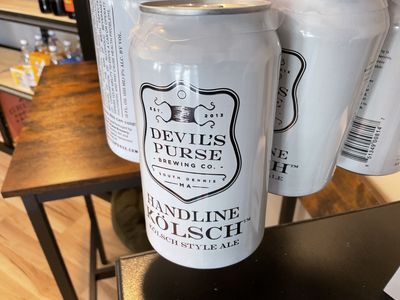 EST. 2013
DEVIL'S
PURSE
BREWING CO.
SOUTH DENNIS
MA
HANDLINE
KÖLSCH™
KÖLSCH STYLE ALE